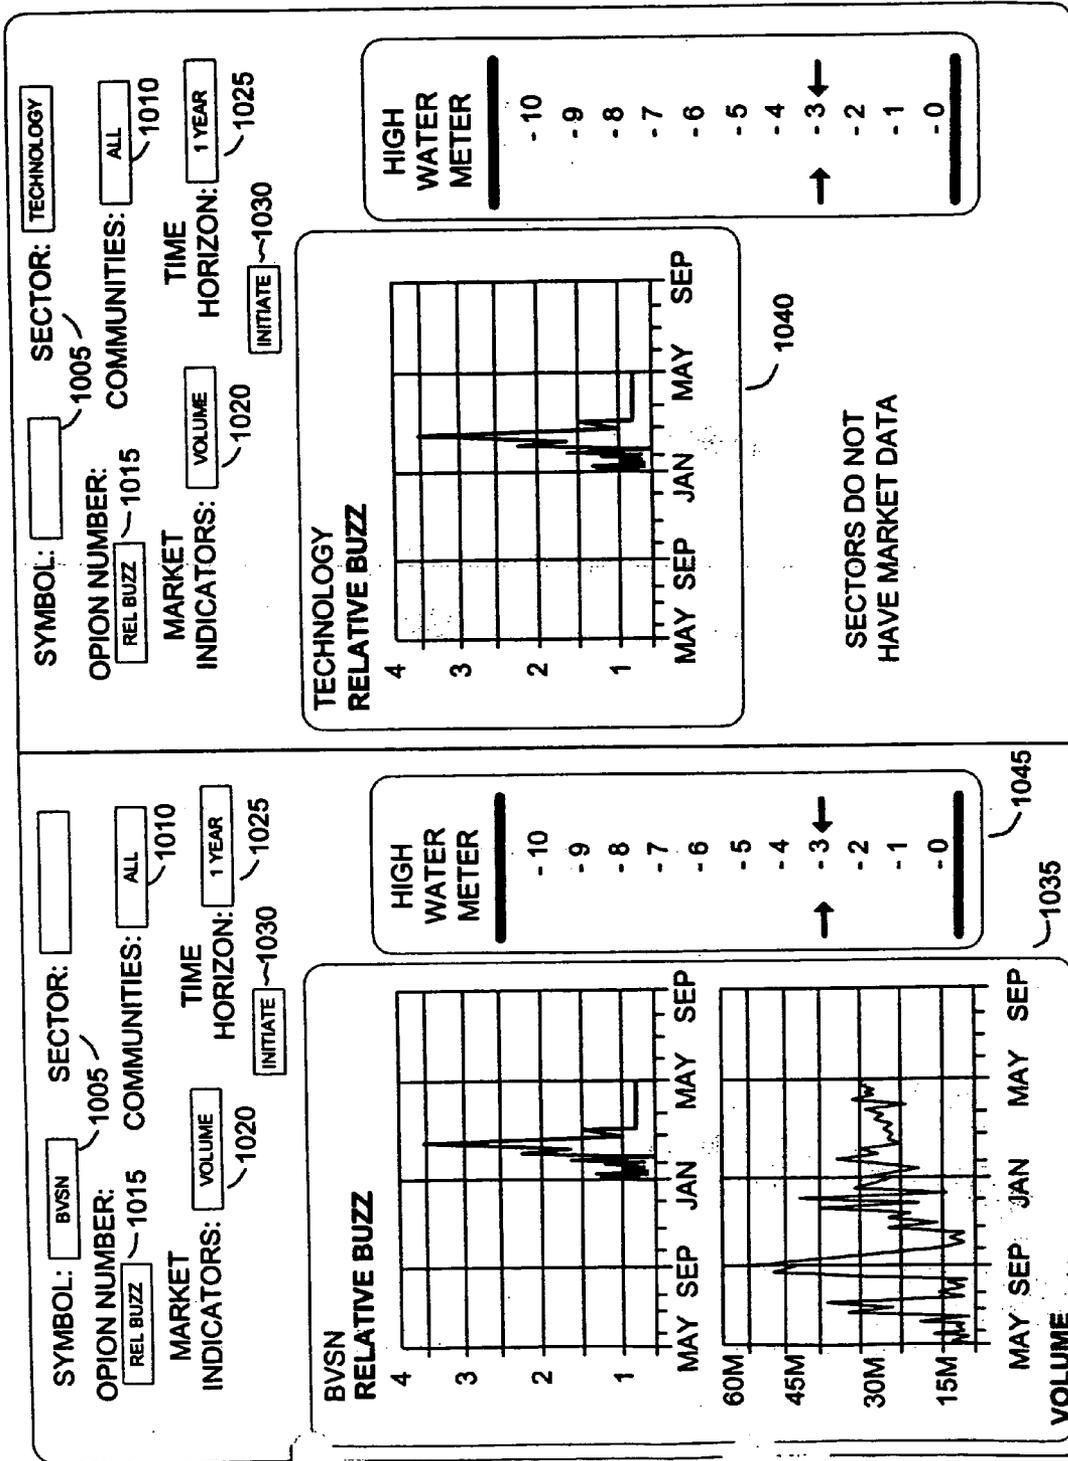 SYMBOL: BVSN SECTOR:
1005
OPION NUMBER: COMMUNITIES: ALL
REL BUZZ 1015 1010
MARKET TIME
INDICATORS: VOLUME HORIZON: 1 YEAR
1020 1025
INITIATE 1030
BVSN
RELATIVE BUZZ
4
3
2
1
MAY SEP JAN MAY SEP
60M
45M
30M
15M
MAY SEP JAN MAY SEP
VOLUME
1035
HIGH
WATER
METER
- 10
- 9
- 8
- 7
- 6
- 5
- 4
- 3
- 2
- 1
- 0
1045
SYMBOL: SECTOR: TECHNOLOGY
1005
OPION NUMBER: COMMUNITIES: ALL
REL BUZZ 1015 1010
MARKET TIME
INDICATORS: VOLUME HORIZON: 1 YEAR
1020 1025
INITIATE 1030
TECHNOLOGY
RELATIVE BUZZ
4
3
2
1
MAY SEP JAN MAY SEP
1040
HIGH
WATER
METER
- 10
- 9
- 8
- 7
- 6
- 5
- 4
- 3
- 2
- 1
- 0
SECTORS DO NOT
HAVE MARKET DATA